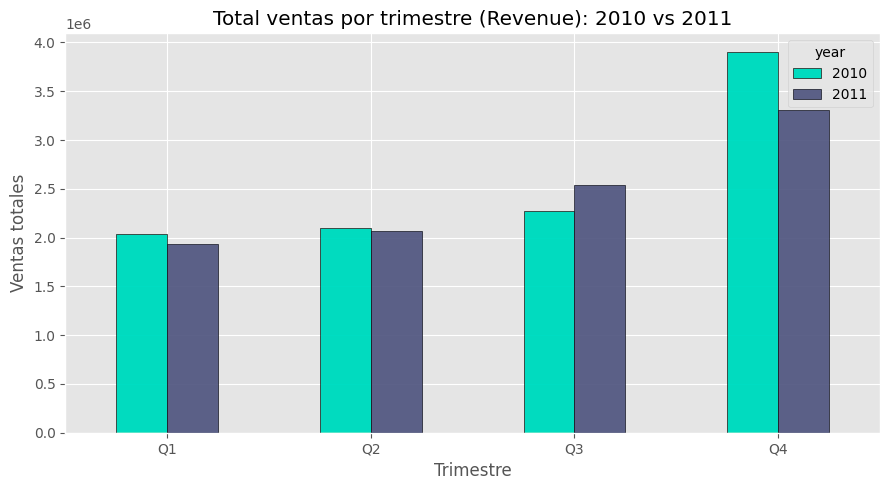 Total ventas por trimestre (Revenue): 2010 vs 2011
1e6
year
2010
2011
4.0
3.5
3.0
2.5
2.0
1.5
1.0
0.5
0.0
Ventas totales
Q1 Q2 Q3 Q4
Trimestre